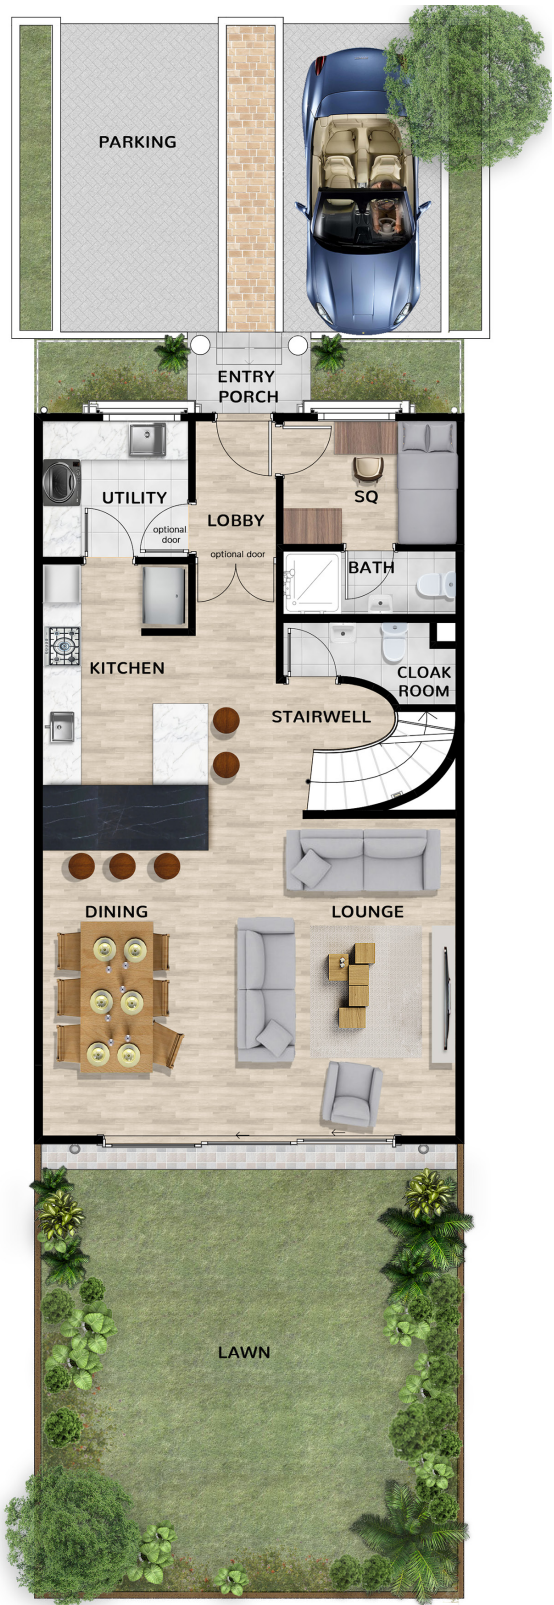 PARKING
ENTRY
PORCH
UTILITY
SQ
optional
door
LOBBY
optional door
BATH
KITCHEN
CLOAK
ROOM
STAIRWELL
DINING
LOUNGE
LAWN